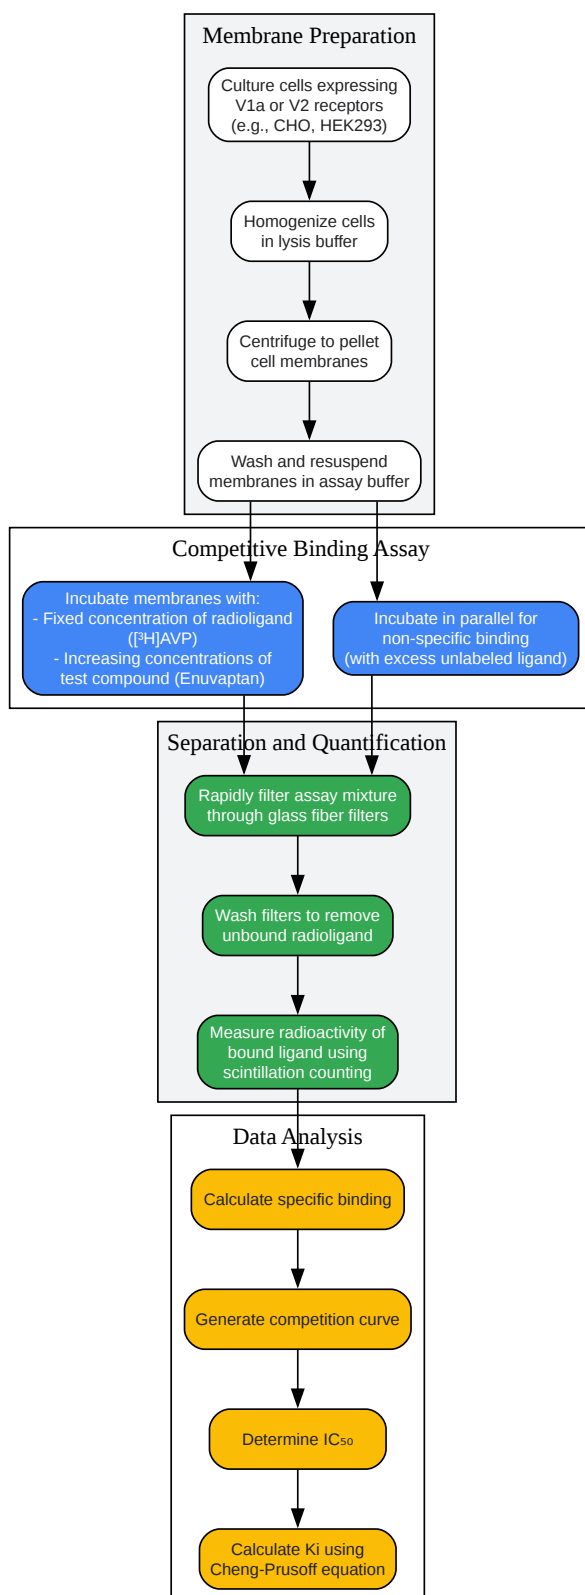 Membrane Preparation
Culture cells expressing
V1a or V2 receptors
(e.g., CHO, HEK293)
Homogenize cells
in lysis buffer
Centrifuge to pellet
cell membranes
Wash and resuspend
membranes in assay buffer
Competitive Binding Assay
Incubate membranes with:
- Fixed concentration of radioligand
([³H]AVP)
- Increasing concentrations of
test compound (Enuvaptan)
Incubate in parallel for
non-specific binding
(with excess unlabeled ligand)
Separation and Quantification
Rapidly filter assay mixture
through glass fiber filters
Wash filters to remove
unbound radioligand
Measure radioactivity of
bound ligand using
scintillation counting
Data Analysis
Calculate specific binding
Generate competition curve
Determine IC₅₀
Calculate Ki using
Cheng-Prusoff equation